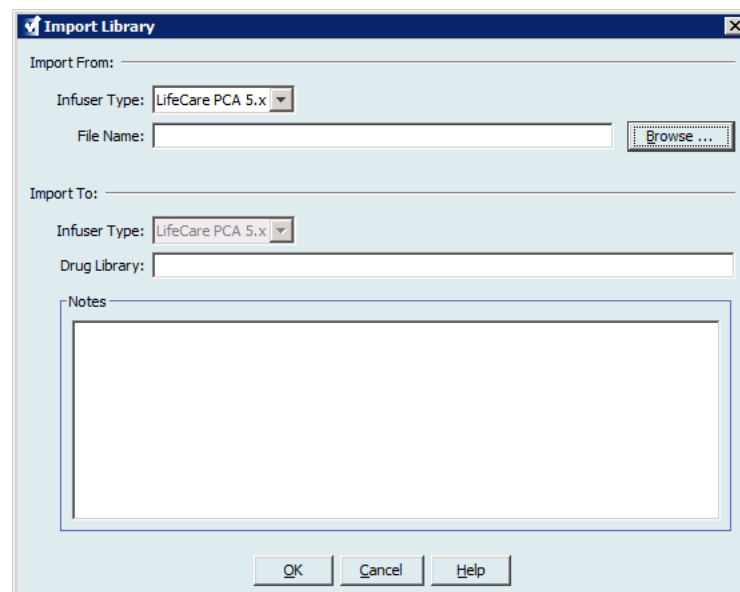 Import Library
Import From:
Infuser Type: LifeCare PCA 5.x
File Name: Browse ...
Import To:
Infuser Type: LifeCare PCA 5.x
Drug Library:
Notes
OK Cancel Help